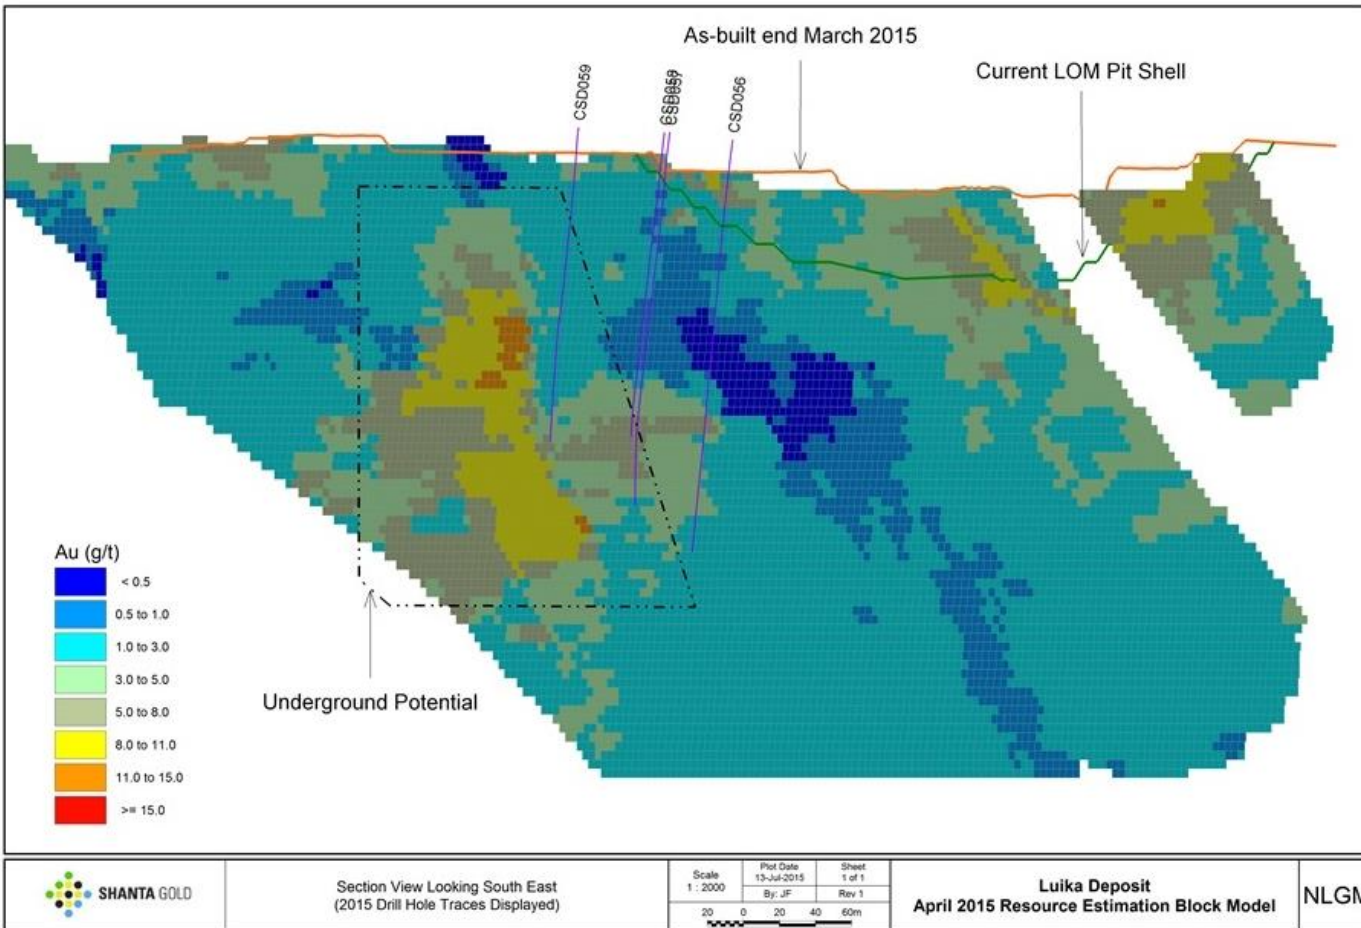 As-built end March 2015
Current LOM Pit Shell
CSD059
CSD057
CSD056
Underground Potential
Au (g/t)
< 0.5
0.5 to 1.0
1.0 to 3.0
3.0 to 5.0
5.0 to 8.0
8.0 to 11.0
11.0 to 15.0
>= 15.0
SHANTA GOLD
Section View Looking South East
(2015 Drill Hole Traces Displayed)
Scale
1 : 2000
Plot Date
13-Jul-2015
By: JF
Sheet
1 of 1
Rev 1
20 0 20 40 60m
Luika Deposit
April 2015 Resource Estimation Block Model
NLGM